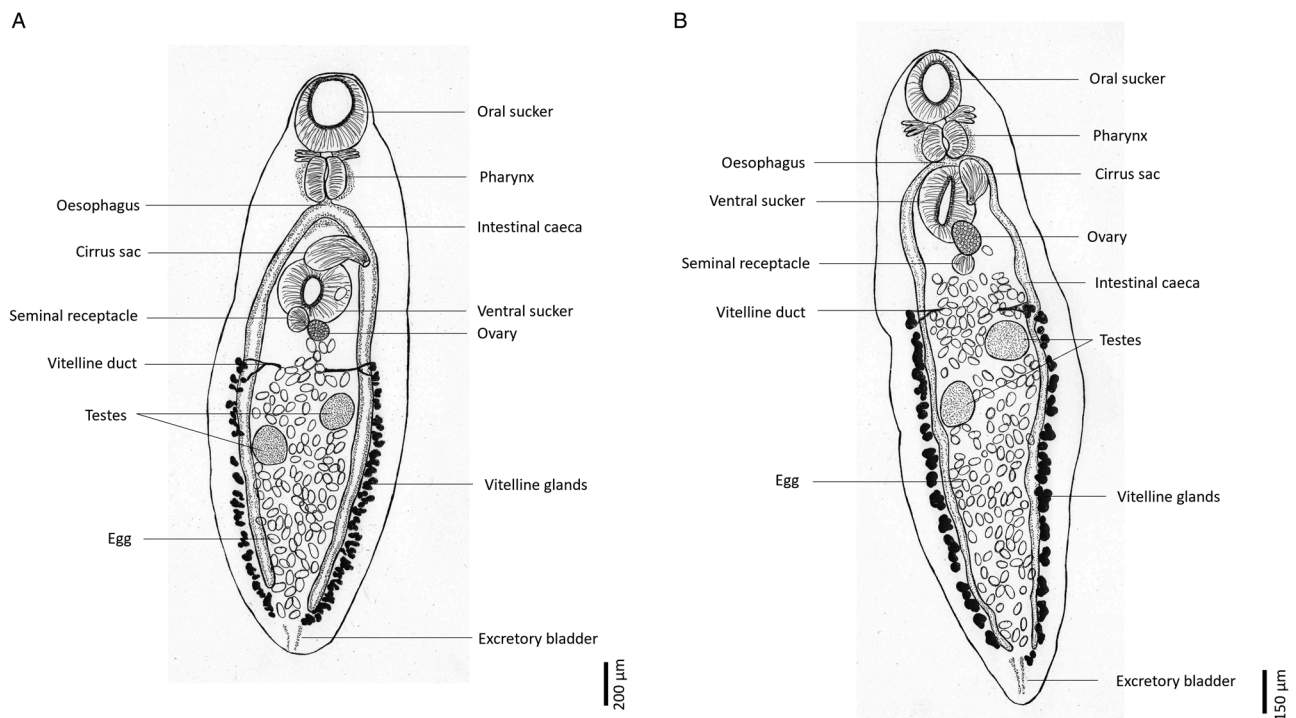 A
Oral sucker
Pharynx
Oesophagus
Intestinal caeca
Cirrus sac
Ventral sucker
Seminal receptacle
Ovary
Vitelline duct
Testes
Vitelline glands
Egg
Excretory bladder
200 µm
B
Oral sucker
Pharynx
Oesophagus
Cirrus sac
Ventral sucker
Ovary
Seminal receptacle
Intestinal caeca
Vitelline duct
Testes
Egg
Vitelline glands
Excretory bladder
150 µm